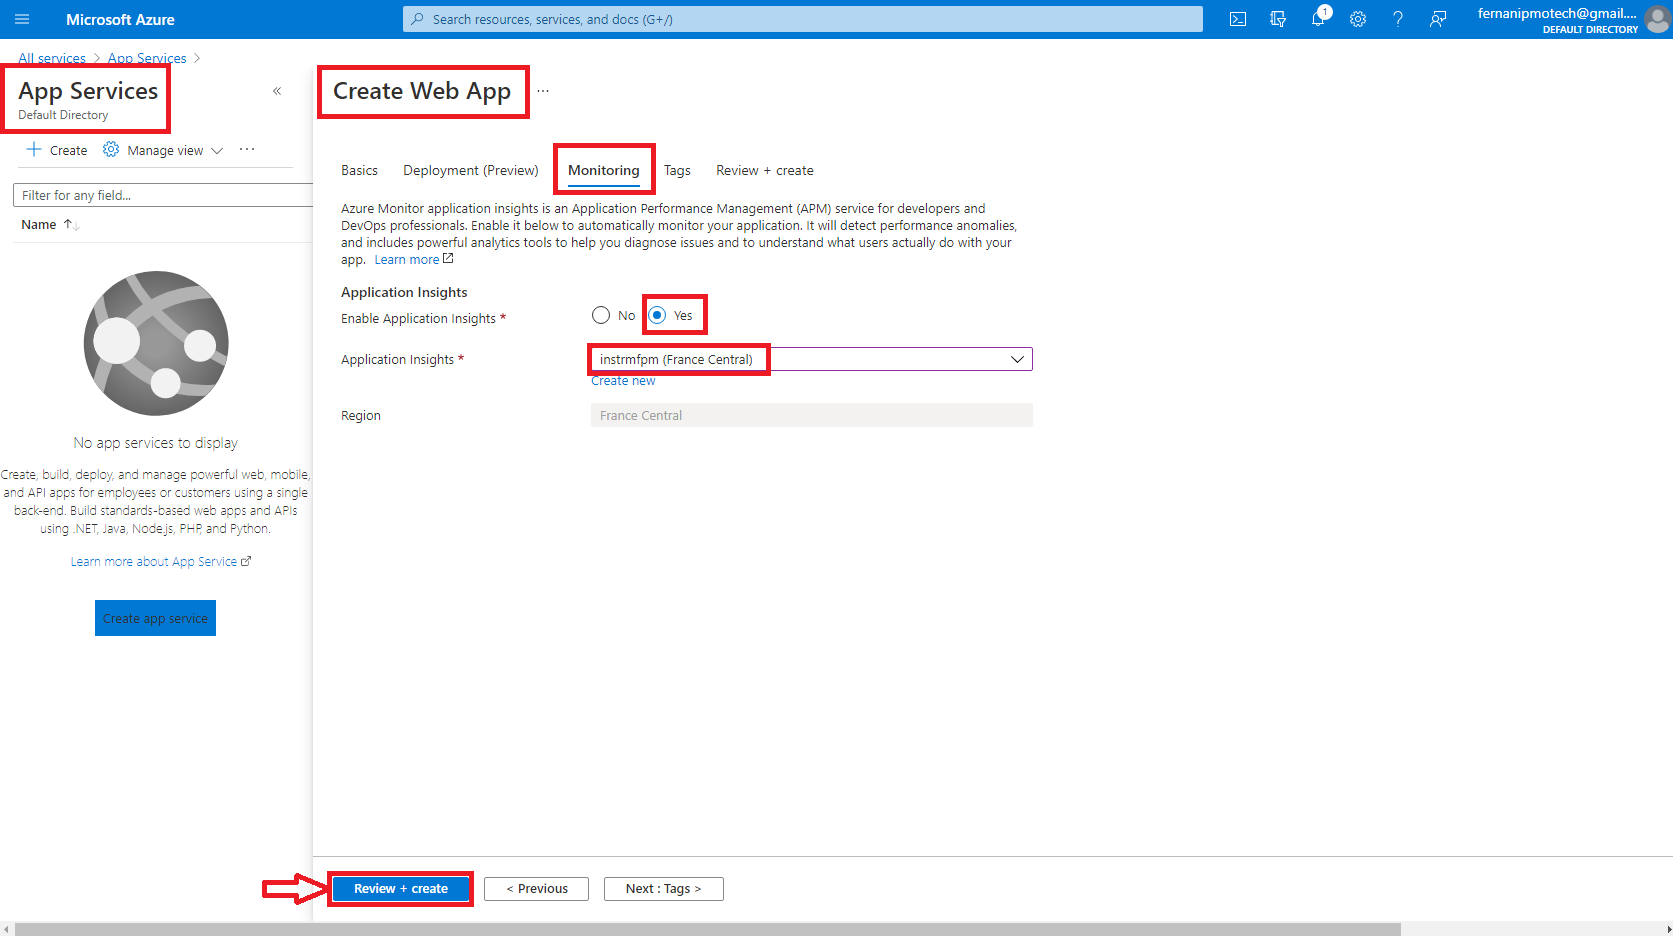 Microsoft Azure
Search resources, services, and docs (G+/)
1
fernanipmotech@gmail....
DEFAULT DIRECTORY
All services > App Services >
App Services
Default Directory
«
+ Create
Manage view
...
Filter for any field...
Name ↑↓
No app services to display
Create, build, deploy, and manage powerful web, mobile,
and API apps for employees or customers using a single
back-end. Build standards-based web apps and APIs
using .NET, Java, Node.js, PHP, and Python.
Learn more about App Service
Create app service
Create Web App ...
Basics Deployment (Preview) Monitoring Tags Review + create
Azure Monitor application insights is an Application Performance Management (APM) service for developers and
DevOps professionals. Enable it below to automatically monitor your application. It will detect performance anomalies,
and includes powerful analytics tools to help you diagnose issues and to understand what users actually do with your
app. Learn more
Application Insights
Enable Application Insights *
No Yes
Application Insights *
instrmfpm (France Central)
Create new
Region
France Central
Review + create
< Previous
Next : Tags >